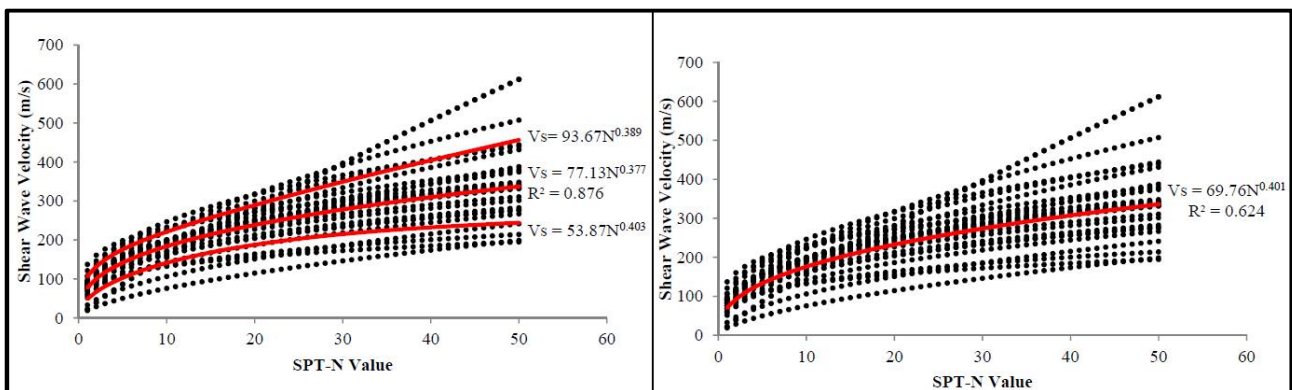 Shear Wave Velocity (m/s)
700
600
500
400
300
200
100
0
Vs= 93.67N^0.389
Vs = 77.13N^0.377
R² = 0.876
Vs = 53.87N^0.403
0 10 20 30 40 50 60
SPT-N Value
Shear Wave Velocity (m/s)
700
600
500
400
300
200
100
0
Vs = 69.76N^0.401
R² = 0.624
0 10 20 30 40 50 60
SPT-N Value